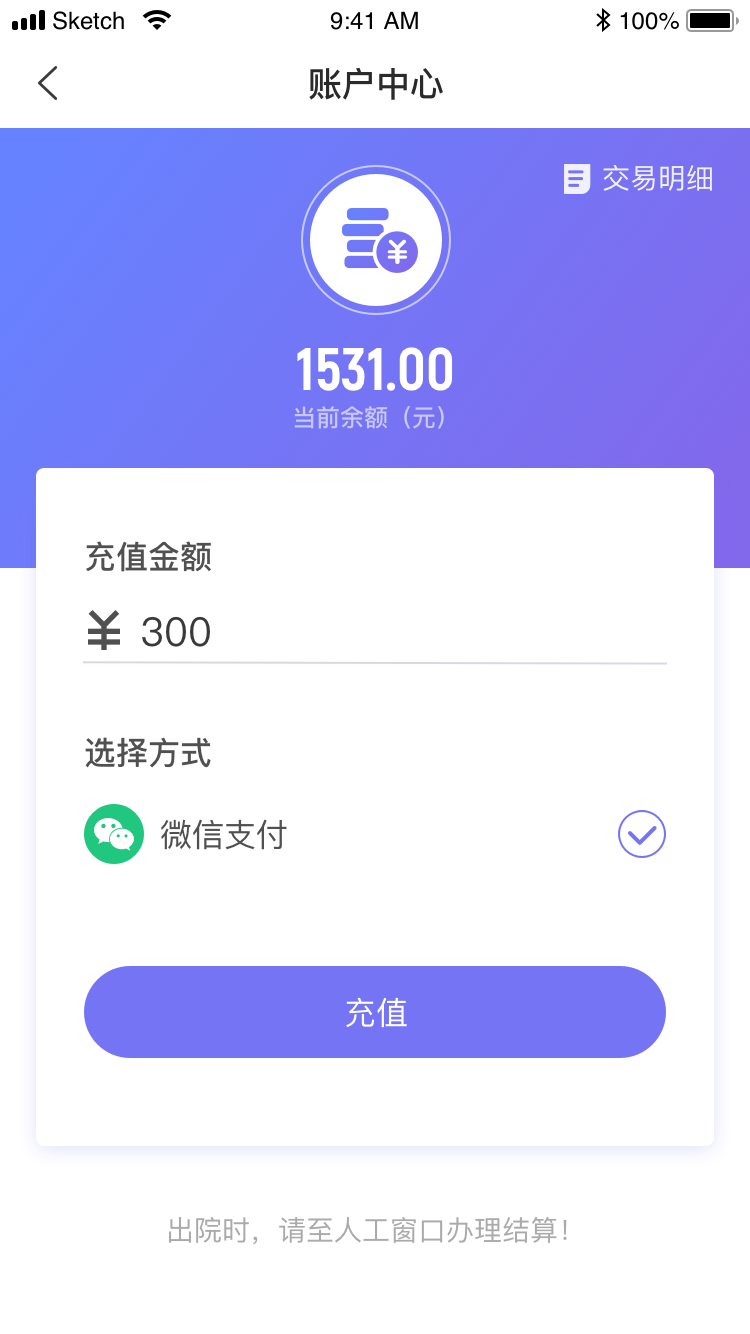 Sketch 9:41 AM 100%
账户中心
交易明细
¥
1531.00
当前余额（元）
充值金额
¥ 300
选择方式
微信支付
充值
出院时，请至人工窗口办理结算！